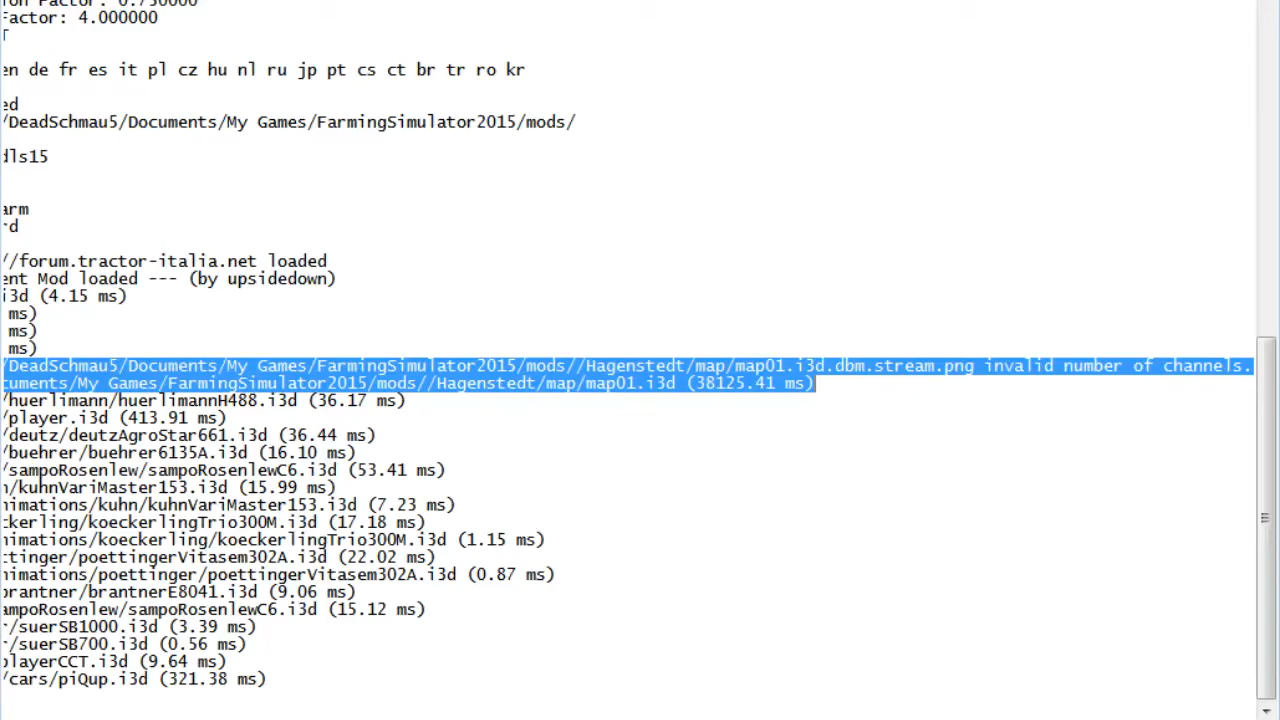 Factor: 4.000000
en de fr es it pl cz hu nl ru jp pt cs ct br tr ro kr
ed
/DeadSchmau5/Documents/My Games/FarmingSimulator2015/mods/
dls15
arm
rd
//forum.tractor-italia.net loaded
ent Mod loaded --- (by upsidedown)
i3d (4.15 ms)
ms)
ms)
ms)
/DeadSchmau5/Documents/My Games/FarmingSimulator2015/mods//Hagenstedt/map/map01.i3d.dbm.stream.png invalid number of channels.
cuments/My Games/FarmingSimulator2015/mods//Hagenstedt/map/map01.i3d (38125.41 ms)
/huerlimann/huerlimannH488.i3d (36.17 ms)
/player.i3d (413.91 ms)
/deutz/deutzAgroStar661.i3d (36.44 ms)
/buehrer/buehrer6135A.i3d (16.10 ms)
/sampoRosenlew/sampoRosenlewC6.i3d (53.41 ms)
n/kuhnVariMaster153.i3d (15.99 ms)
nimations/kuhn/kuhnVariMaster153.i3d (7.23 ms)
ckerling/koeckerlingTrio300M.i3d (17.18 ms)
nimations/koeckerling/koeckerlingTrio300M.i3d (1.15 ms)
ttinger/poettingerVitasem302A.i3d (22.02 ms)
nimations/poettinger/poettingerVitasem302A.i3d (0.87 ms)
brantner/brantnerE8041.i3d (9.06 ms)
ampoRosenlew/sampoRosenlewC6.i3d (15.12 ms)
r/suerSB1000.i3d (3.39 ms)
r/suerSB700.i3d (0.56 ms)
playerCCT.i3d (9.64 ms)
/cars/piQup.i3d (321.38 ms)